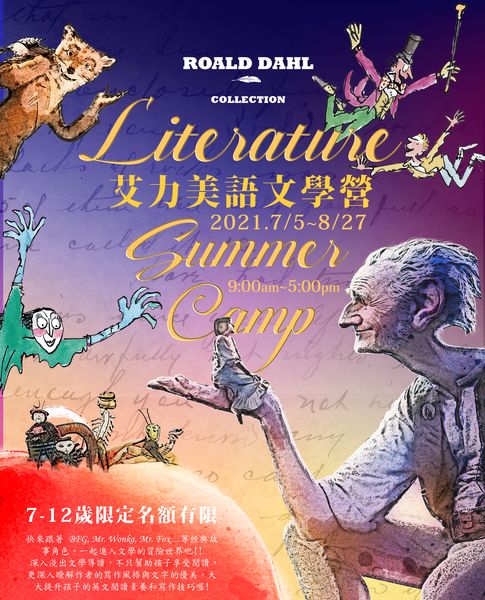 ROALD DAHL
COLLECTION
Literature
艾力美語文學營
2021.7/5~8/27
Summer
9:00am~5:00pm
Camp
7-12歲限定名額有限
快來跟著 BFG, Mr. Wonka, Mr. Fox...等經典故
事角色，一起進入文學的冒險世界吧!!
深入淺出文學導讀，不只幫助孩子享受閱讀，
更深入瞭解作者的寫作風格與文字的優美，大
大提升孩子的英文閱讀素養和寫作技巧喔!